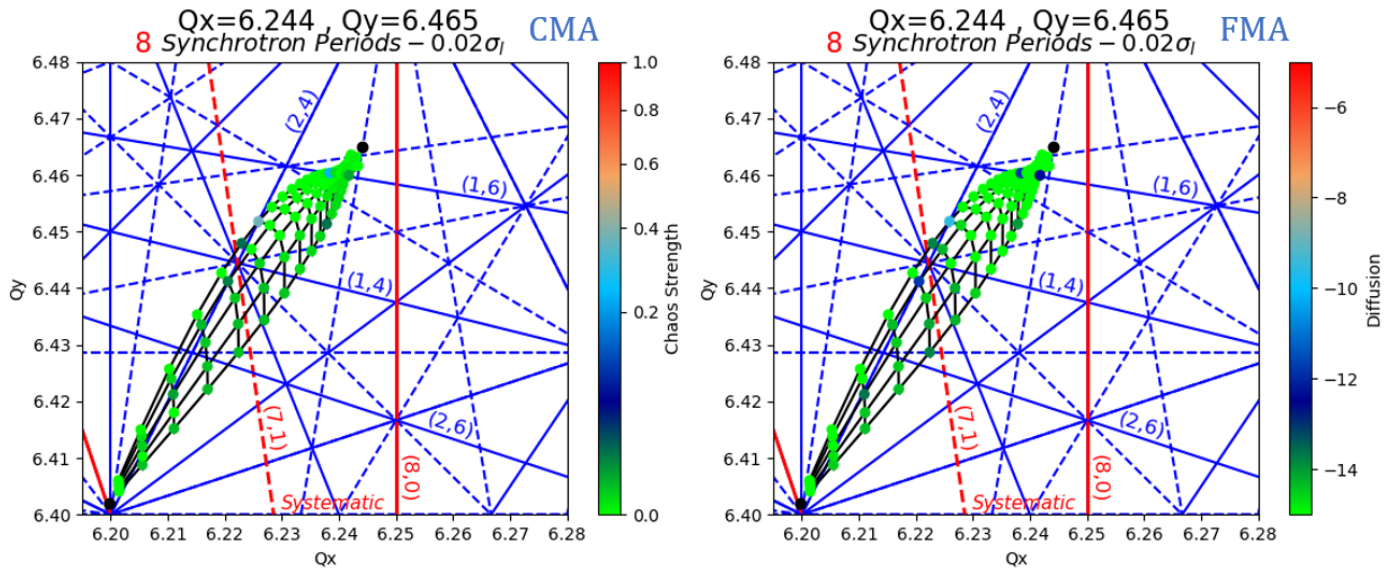 Qx=6.244 , Qy=6.465
CMA
8 Synchrotron Periods − 0.02σl
6.48
6.47
6.46
6.45
6.44
6.43
6.42
6.41
6.40
Qy
(2,4)
(1,6)
(1,4)
(2,6)
(7,1)
(8,0)
Systematic
6.20 6.21 6.22 6.23 6.24 6.25 6.26 6.27 6.28
Qx
1.0
0.8
0.6
0.4
0.2
0.0
Chaos Strength
Qx=6.244 , Qy=6.465
FMA
8 Synchrotron Periods − 0.02σl
6.48
6.47
6.46
6.45
6.44
6.43
6.42
6.41
6.40
Qy
(2,4)
(1,6)
(1,4)
(2,6)
(7,1)
(8,0)
Systematic
6.20 6.21 6.22 6.23 6.24 6.25 6.26 6.27 6.28
Qx
−6
−8
−10
−12
−14
Diffusion